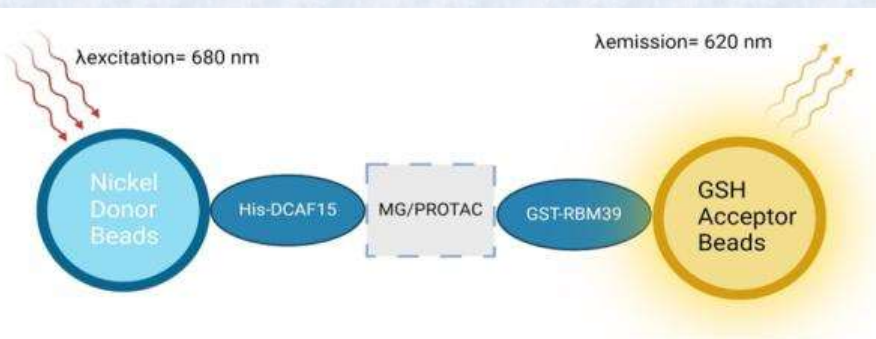 λexcitation= 680 nm
λemission= 620 nm
Nickel
Donor
Beads
His-DCAF15
MG/PROTAC
GST-RBM39
GSH
Acceptor
Beads